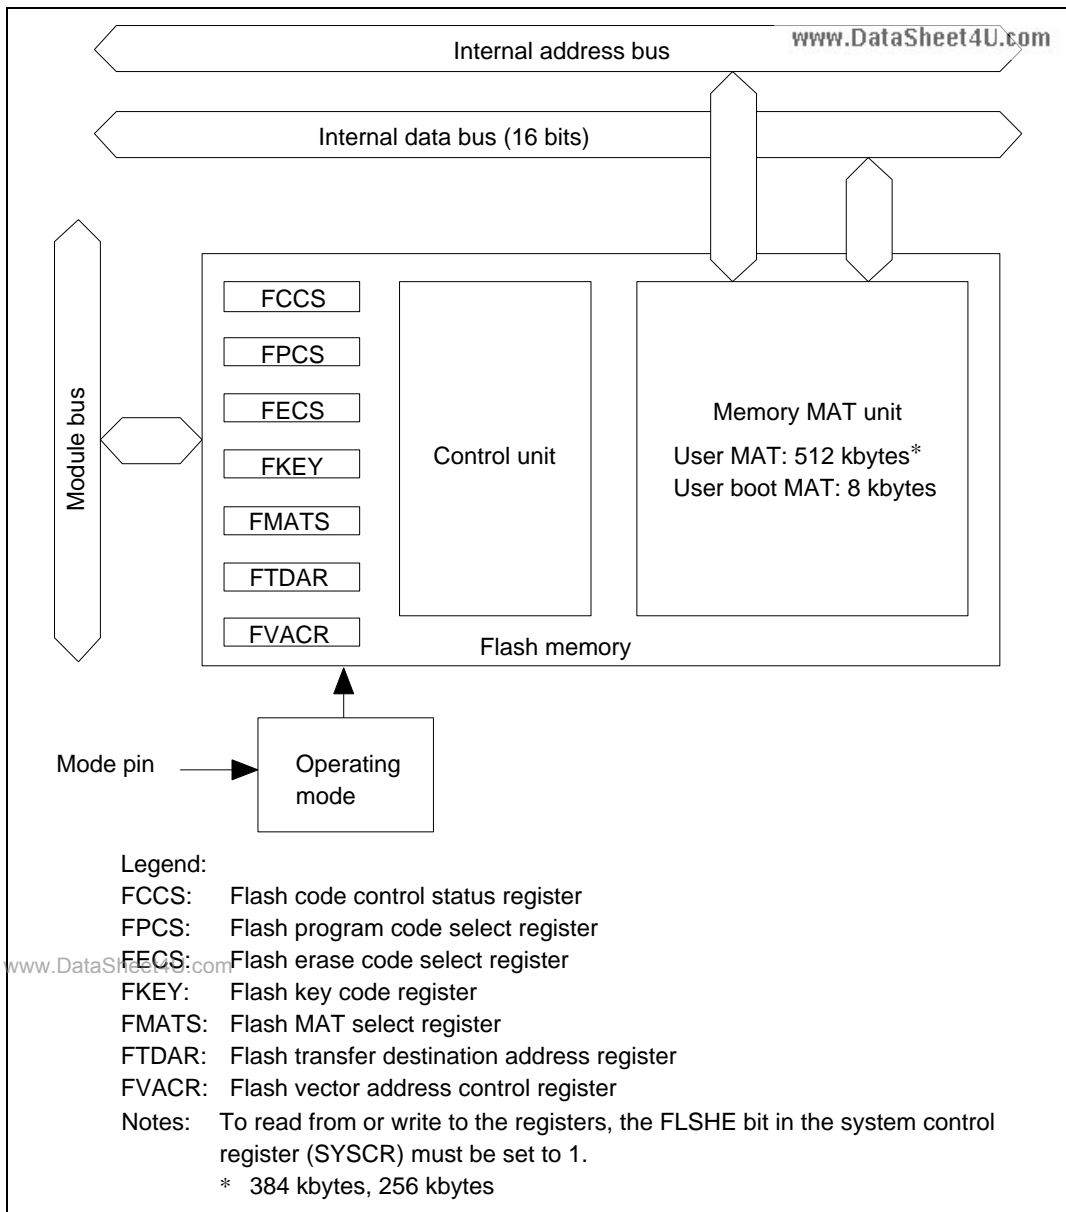 www.DataSheet4U.com
Internal address bus
Internal data bus (16 bits)
Module bus
FCCS
FPCS
FECS
FKEY
FMATS
FTDAR
FVACR
Control unit
Memory MAT unit
User MAT: 512 kbytes*
User boot MAT: 8 kbytes
Flash memory
Mode pin
Operating
mode
Legend:
FCCS: Flash code control status register
FPCS: Flash program code select register
FECS: Flash erase code select register
www.DataSheet4U.com
FKEY: Flash key code register
FMATS: Flash MAT select register
FTDAR: Flash transfer destination address register
FVACR: Flash vector address control register
Notes: To read from or write to the registers, the FLSHE bit in the system control
register (SYSCR) must be set to 1.
* 384 kbytes, 256 kbytes